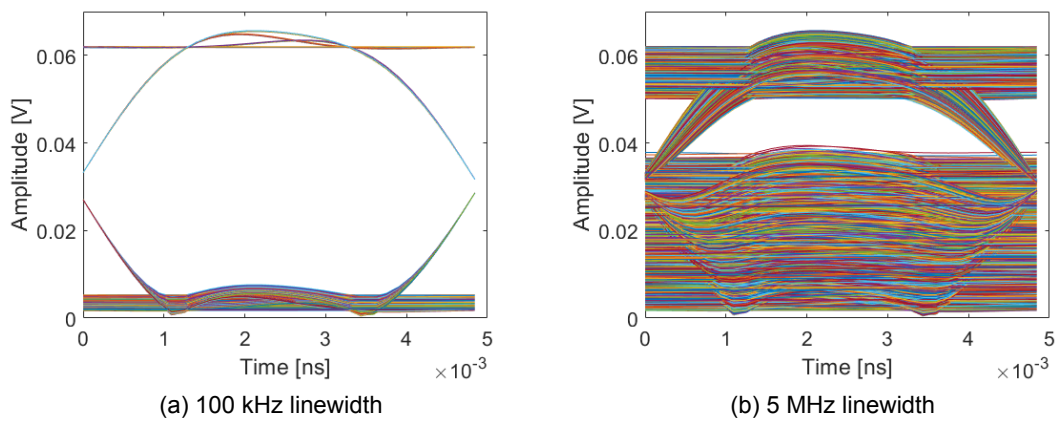 0.06
0.04
0.02
0
Amplitude [V]
0 1 2 3 4 5
Time [ns]
×10-3
(a) 100 kHz linewidth
0.06
0.04
0.02
0
Amplitude [V]
0 1 2 3 4 5
Time [ns]
×10-3
(b) 5 MHz linewidth